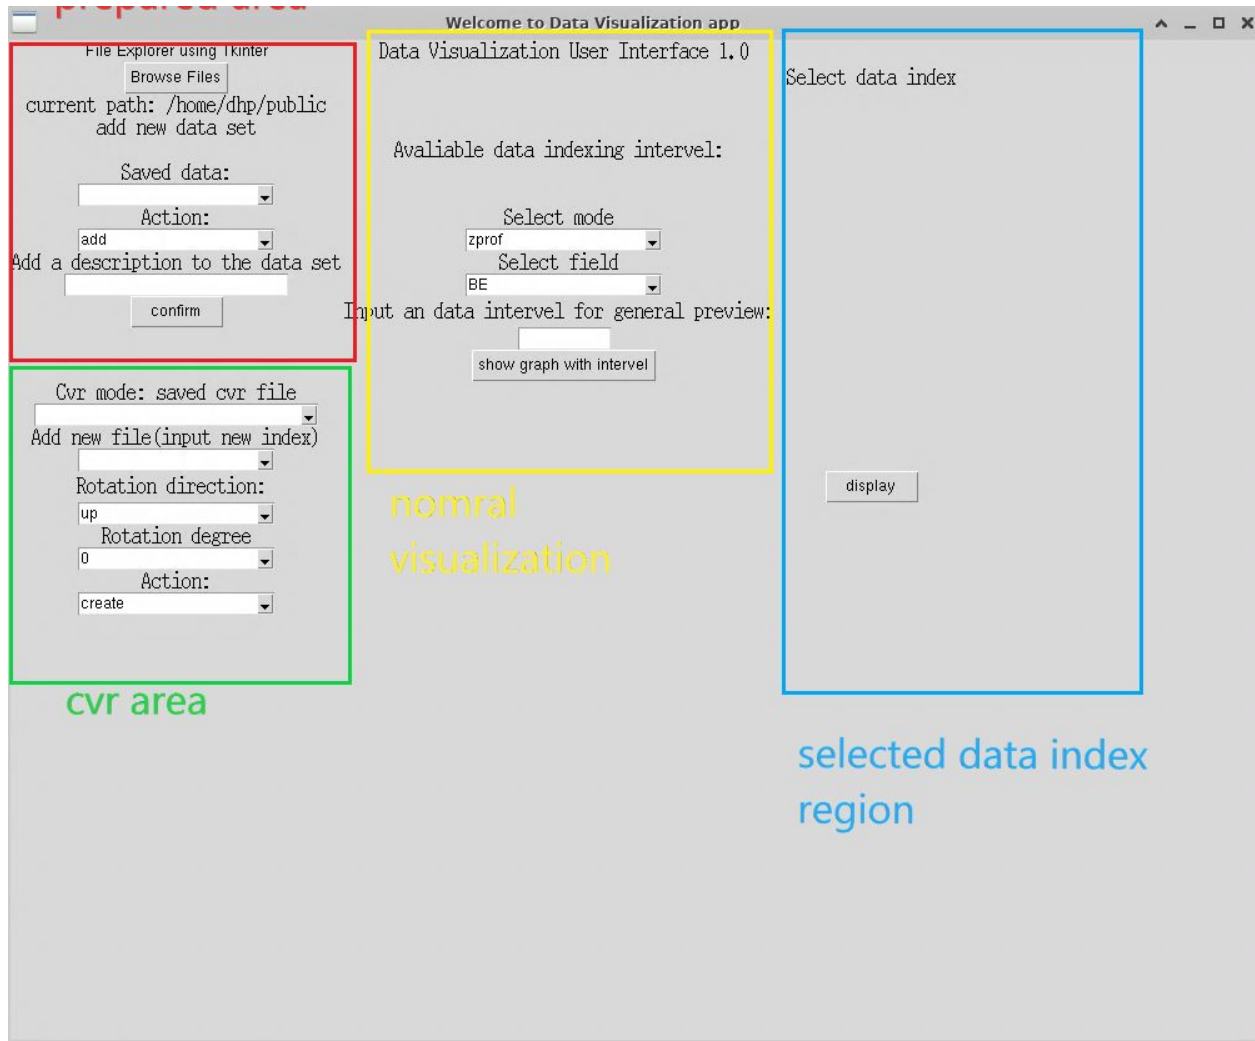 prepared area
Welcome to Data Visualization app
File Explorer using Tkinter
Browse Files
current path: /home/dhp/public
add new data set
Saved data:
Action:
add
Add a description to the data set
confirm
Cvr mode: saved cvr file
Add new file(input new index)
Rotation direction:
up
Rotation degree
0
Action:
create
cvr area
Data Visualization User Interface 1.0
Avaliable data indexing intervel:
Select mode
zprof
Select field
BE
Input an data intervel for general preview:
show graph with intervel
nomral
visualization
Select data index
display
selected data index
region